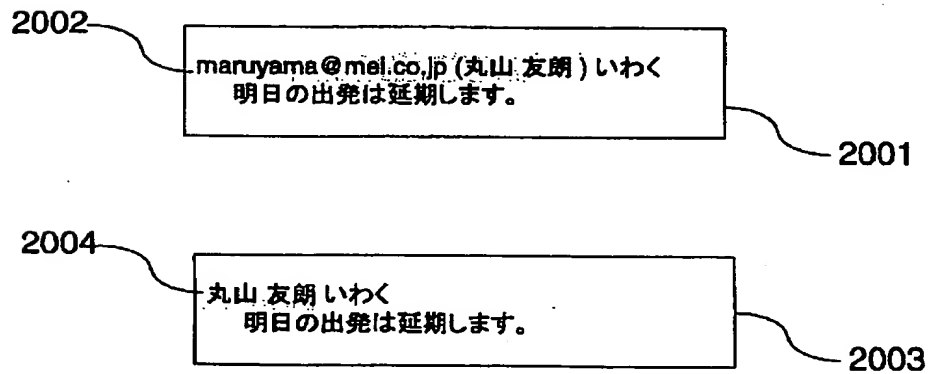 2002
maruyama@mei.co.jp (丸山 友朗 ) いわく
明日の出発は延期します。
2001
2004
丸山 友朗 いわく
明日の出発は延期します。
2003